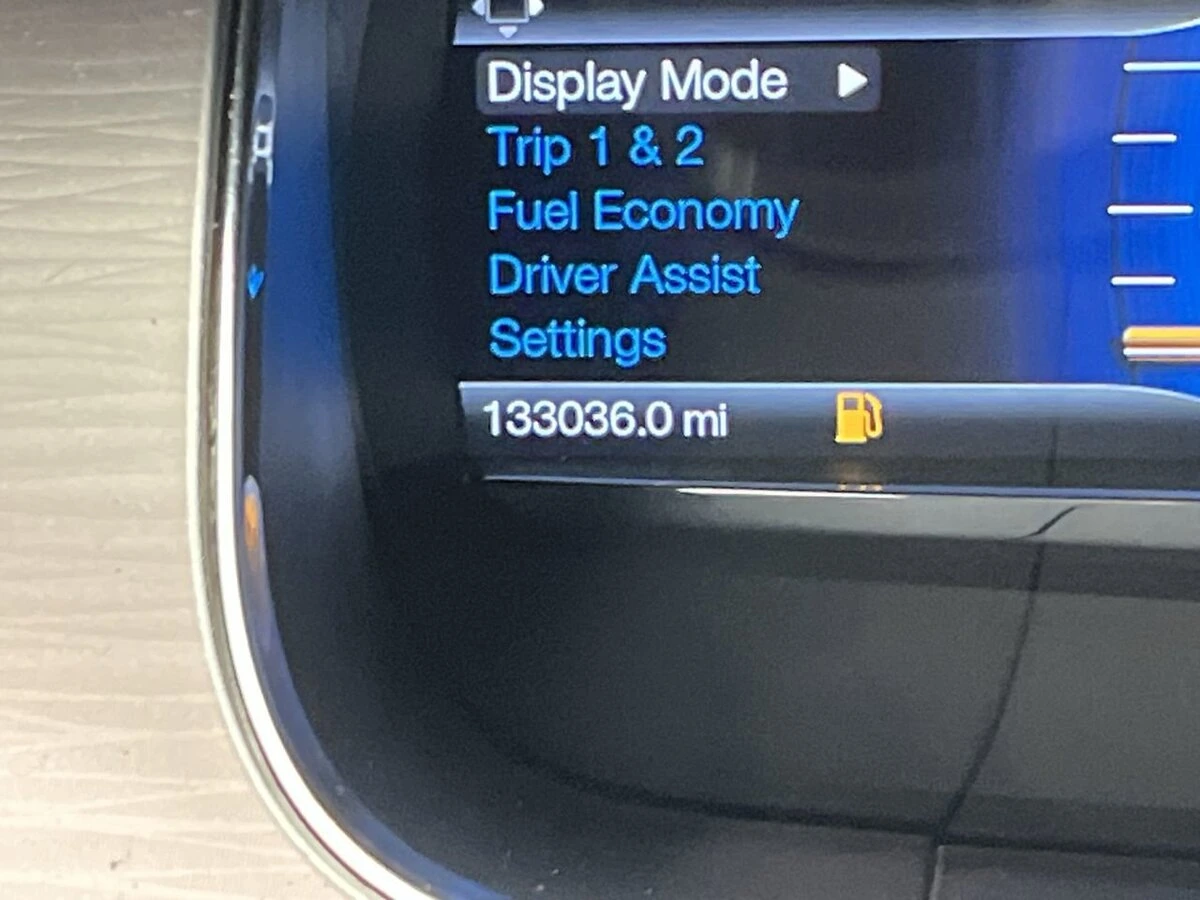 Display Mode
Trip 1 & 2
Fuel Economy
Driver Assist
Settings
133036.0 mi